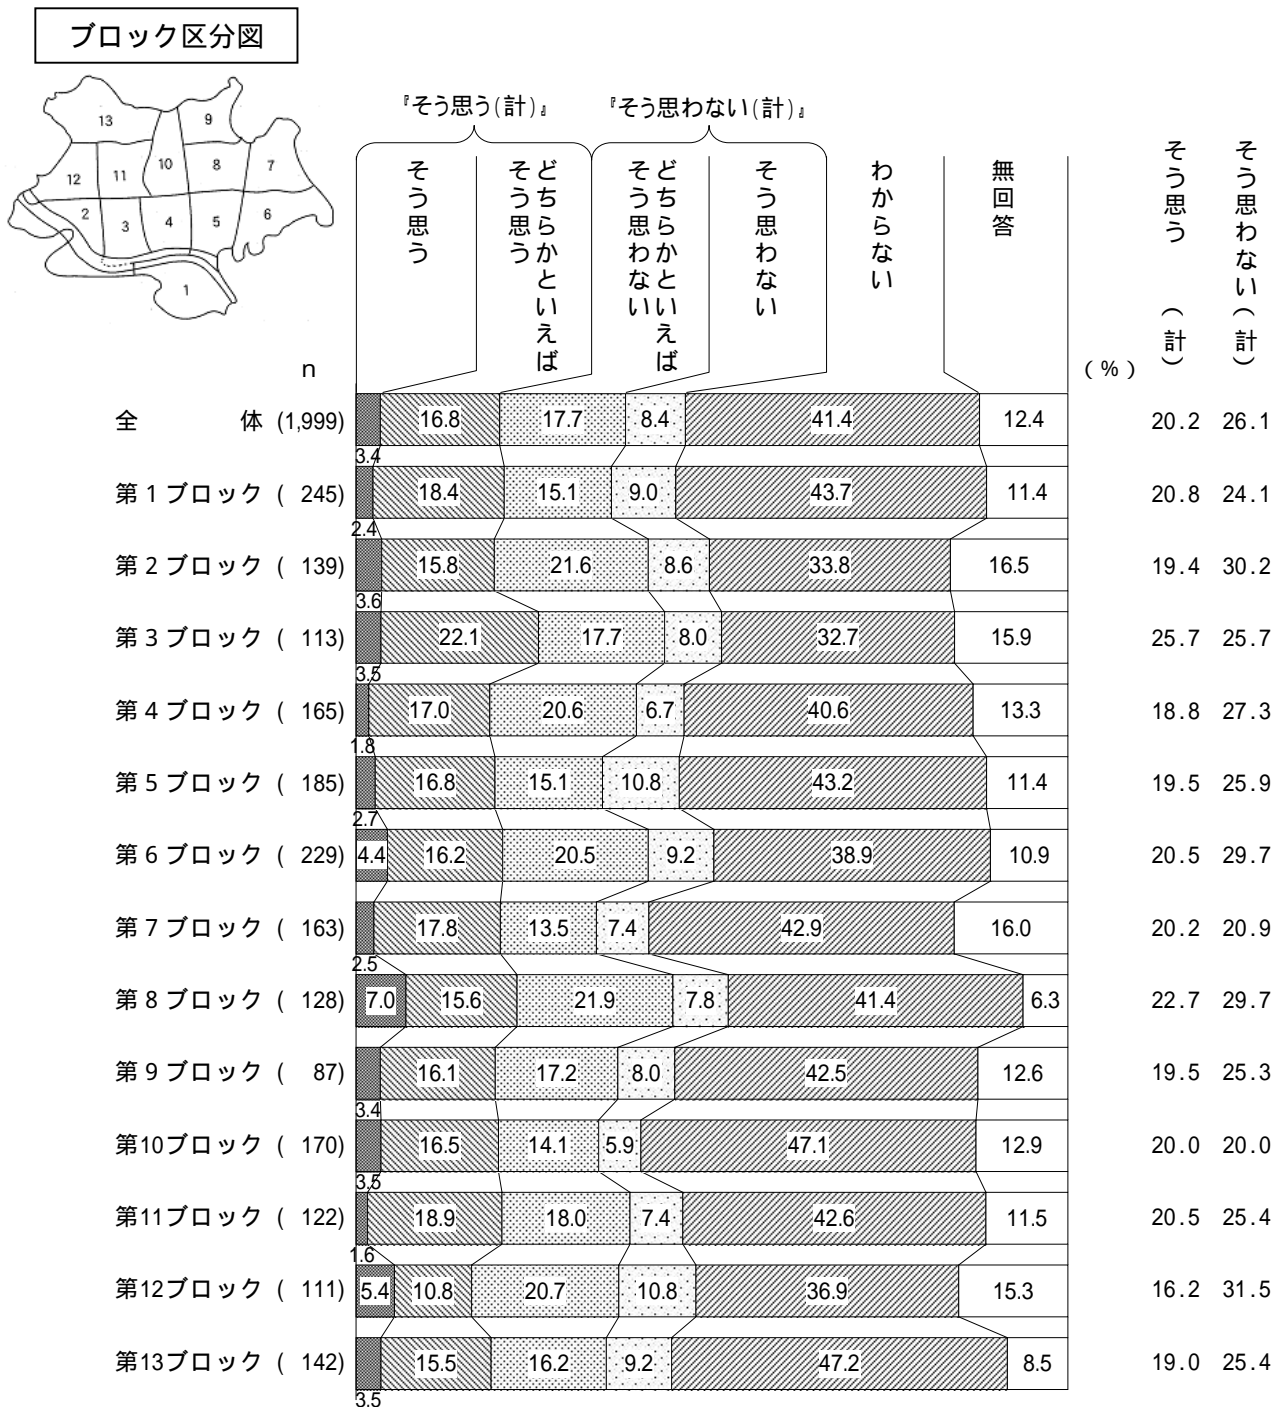 ブロック区分図
13
9
10
8
7
12
11
2
3
4
5
6
1
『そう思う(計)』
『そう思わない(計)』
そう思う
どちらかといえば
そう思う
どちらかといえば
そう思わない
そう思わない
わからない
無回答
そう思う(計)
そう思わない(計)
n
(%)
全体 (1,999) 3.4 16.8 17.7 8.4 41.4 12.4 20.2 26.1
第1ブロック ( 245) 2.4 18.4 15.1 9.0 43.7 11.4 20.8 24.1
第2ブロック ( 139) 3.6 15.8 21.6 8.6 33.8 16.5 19.4 30.2
第3ブロック ( 113) 3.5 22.1 17.7 8.0 32.7 15.9 25.7 25.7
第4ブロック ( 165) 1.8 17.0 20.6 6.7 40.6 13.3 18.8 27.3
第5ブロック ( 185) 2.7 16.8 15.1 10.8 43.2 11.4 19.5 25.9
第6ブロック ( 229) 4.4 16.2 20.5 9.2 38.9 10.9 20.5 29.7
第7ブロック ( 163) 2.5 17.8 13.5 7.4 42.9 16.0 20.2 20.9
第8ブロック ( 128) 7.0 15.6 21.9 7.8 41.4 6.3 22.7 29.7
第9ブロック ( 87) 3.4 16.1 17.2 8.0 42.5 12.6 19.5 25.3
第10ブロック ( 170) 3.5 16.5 14.1 5.9 47.1 12.9 20.0 20.0
第11ブロック ( 122) 1.6 18.9 18.0 7.4 42.6 11.5 20.5 25.4
第12ブロック ( 111) 5.4 10.8 20.7 10.8 36.9 15.3 16.2 31.5
第13ブロック ( 142) 3.5 15.5 16.2 9.2 47.2 8.5 19.0 25.4